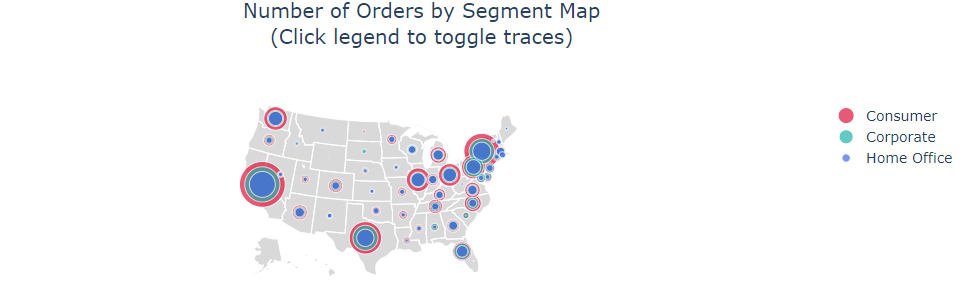 Number of Orders by Segment Map
(Click legend to toggle traces)
Consumer
Corporate
Home Office